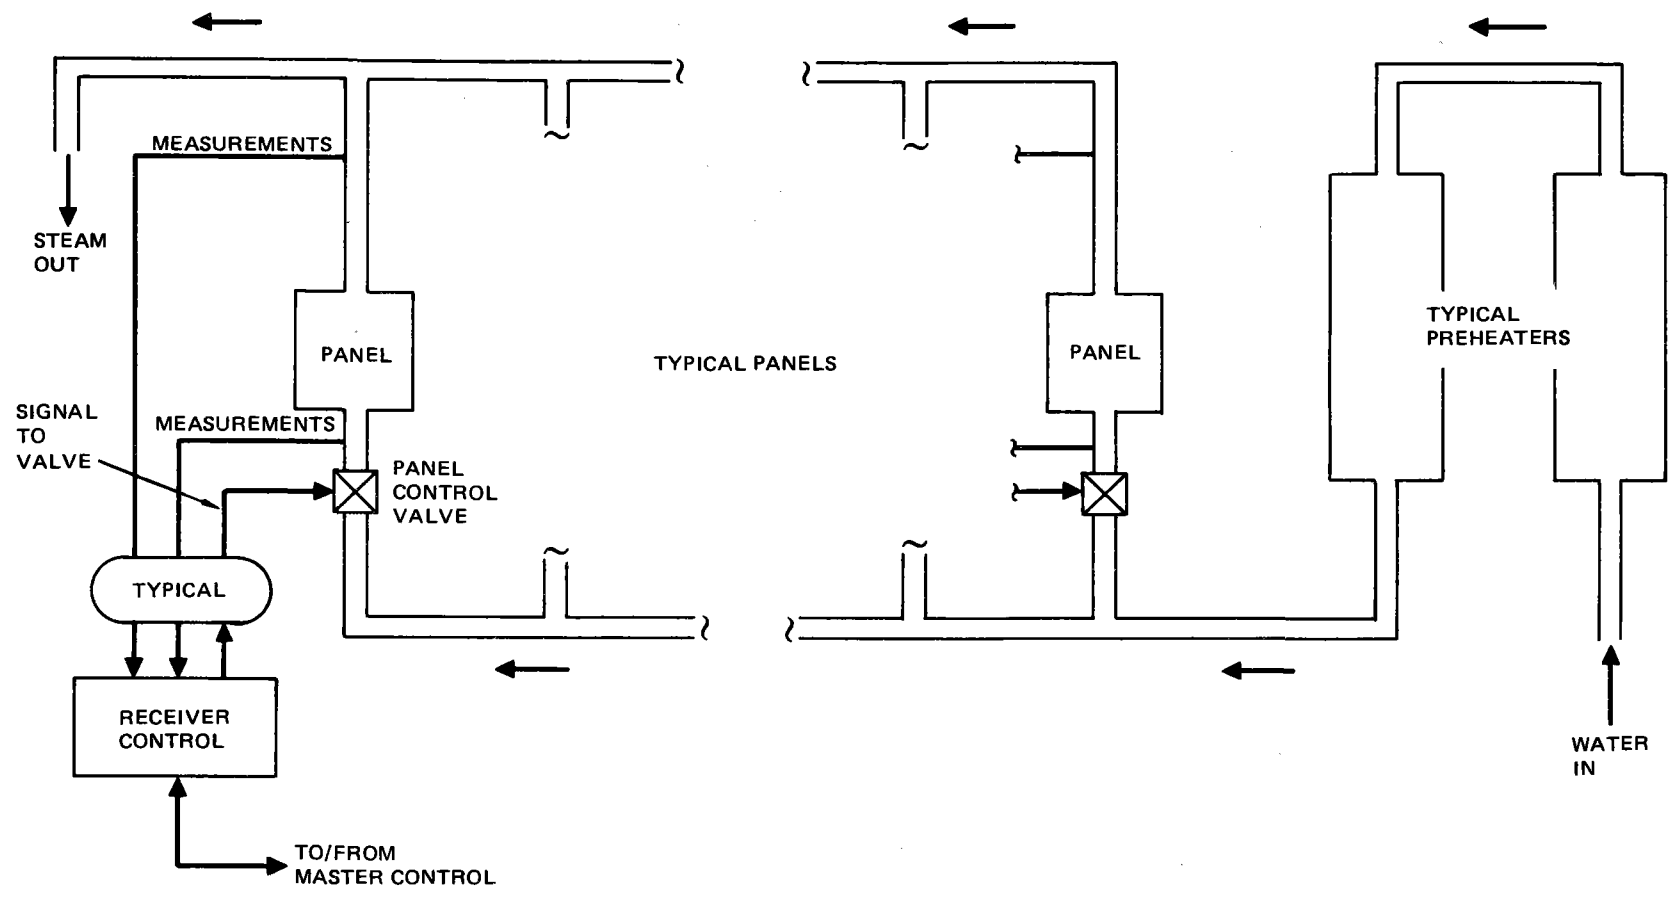 MEASUREMENTS
STEAM
OUT
PANEL
TYPICAL PANELS
PANEL
TYPICAL
PREHEATERS
SIGNAL
TO
VALVE
MEASUREMENTS
PANEL
CONTROL
VALVE
TYPICAL
RECEIVER
CONTROL
WATER
IN
TO/FROM
MASTER CONTROL